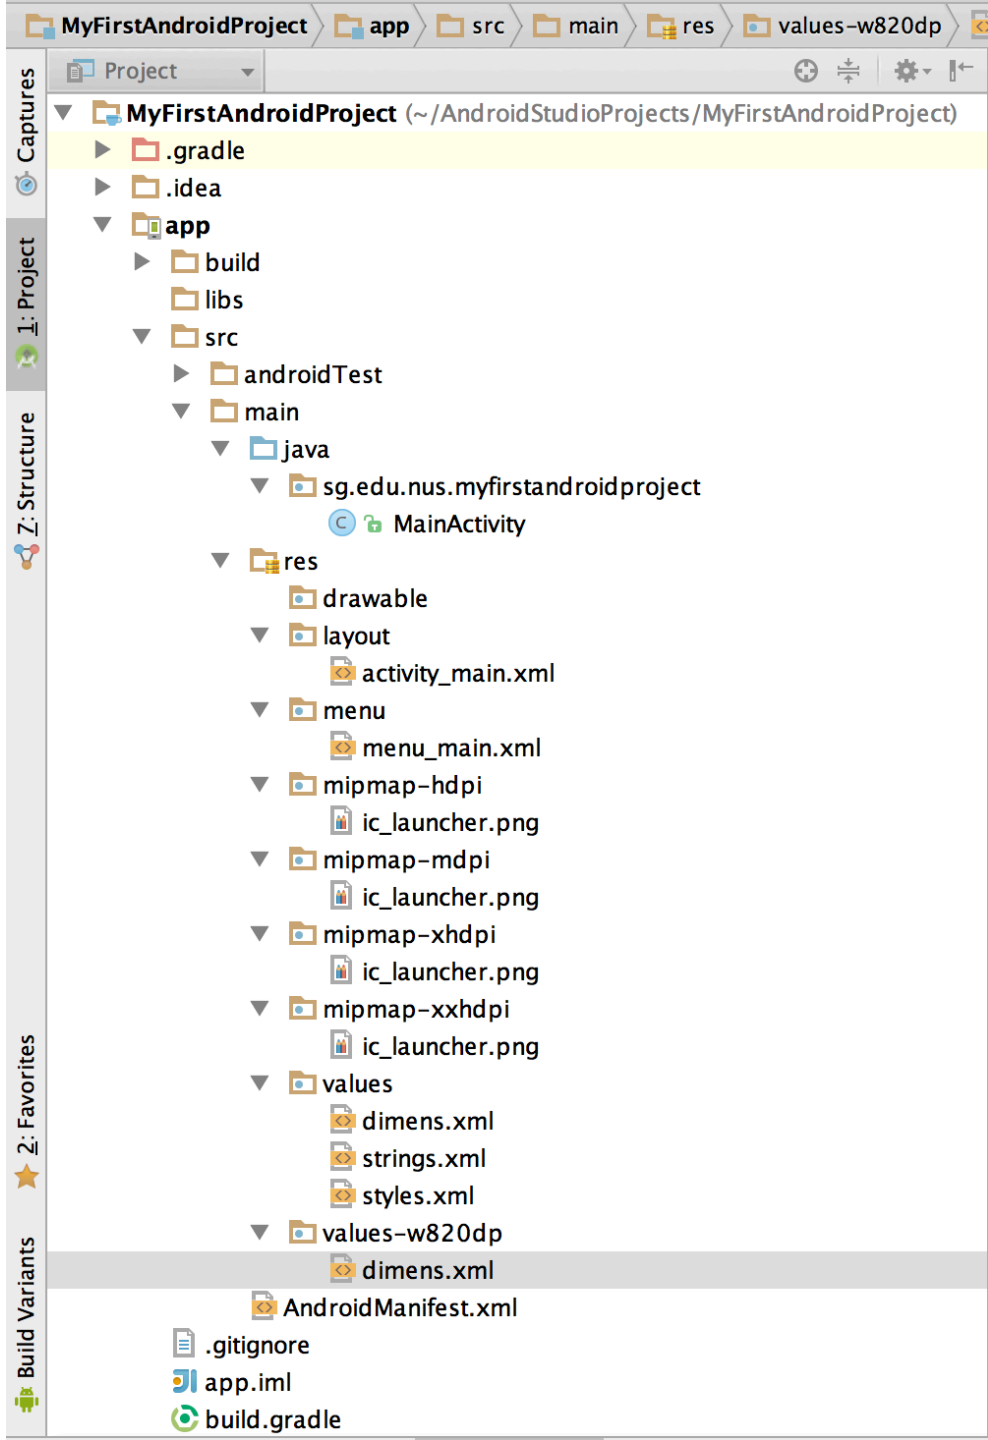 MyFirstAndroidProject app src main res values-w820dp
Project
MyFirstAndroidProject (~/AndroidStudioProjects/MyFirstAndroidProject)
.gradle
.idea
app
build
libs
src
androidTest
main
java
sg.edu.nus.myfirstandroidproject
C MainActivity
res
drawable
layout
activity_main.xml
menu
menu_main.xml
mipmap-hdpi
ic_launcher.png
mipmap-mdpi
ic_launcher.png
mipmap-xhdpi
ic_launcher.png
mipmap-xxhdpi
ic_launcher.png
values
dimens.xml
strings.xml
styles.xml
values-w820dp
dimens.xml
AndroidManifest.xml
.gitignore
app.iml
build.gradle
Captures
1: Project
7: Structure
2: Favorites
Build Variants